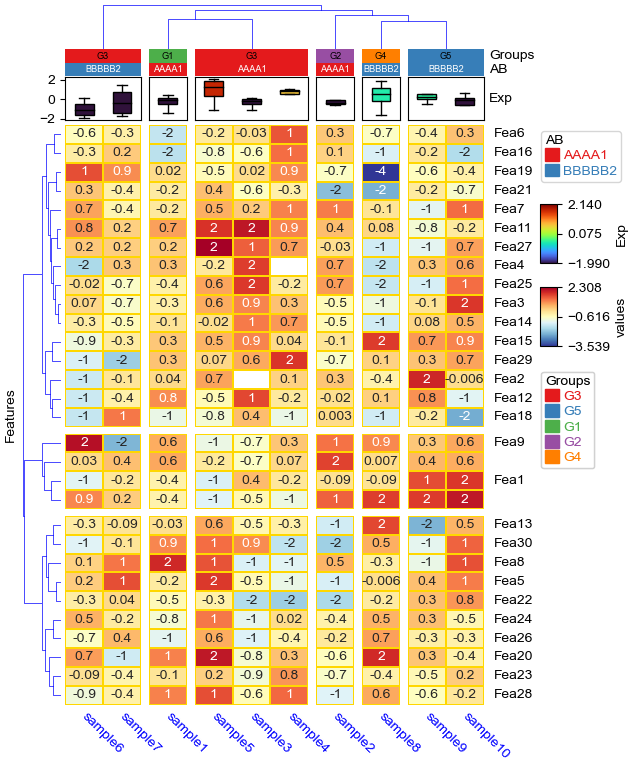 G3 G1 G3 G2 G4 G5 Groups
BBBBB2 AAAA1 AAAA1 AAAA1 BBBBB2 BBBBB2 AB
2
0
−2
Exp
-0.6 -0.3 -2 -0.2 -0.03 1 0.3 -0.7 -0.4 0.3 Fea6
-0.3 0.2 -2 -0.8 -0.6 1 0.1 -1 -0.2 -2 Fea16
1 0.9 0.02 -0.5 0.02 0.9 -0.7 -4 -0.6 -0.4 Fea19
0.3 -0.4 -0.2 0.4 -0.6 -0.3 -2 -2 -0.2 -0.7 Fea21
0.7 -0.4 -0.2 0.5 0.2 1 1 -0.1 -1 1 Fea7
0.8 0.2 0.7 2 2 0.9 0.4 0.08 -0.8 -0.2 Fea11
0.2 0.2 0.2 2 1 0.7 -0.03 -1 -1 0.7 Fea27
-2 0.3 0.3 -0.2 2 0.7 -2 0.3 0.6 Fea4
-0.02 -0.7 -0.4 0.6 2 -0.2 0.7 -2 -1 1 Fea25
0.07 -0.7 -0.3 0.6 0.9 0.3 -0.5 -1 -0.1 2 Fea3
-0.3 -0.5 -0.1 -0.02 1 0.7 -0.5 -1 0.08 0.5 Fea14
-0.9 -0.3 0.3 0.5 0.9 0.04 -0.1 2 0.7 0.9 Fea15
-1 -2 0.3 0.07 0.6 2 -0.7 0.1 0.3 0.7 Fea29
-1 -0.1 0.04 0.7 0.1 0.3 -0.4 2 -0.006 Fea2
-1 -0.1 0.8 -0.5 1 -0.2 -0.02 0.1 0.8 -1 Fea12
-1 1 -1 -0.8 0.4 -1 0.003 -1 -0.2 -2 Fea18
2 -2 0.6 -1 -0.7 0.3 1 0.9 0.3 0.6 Fea9
0.03 0.4 0.6 -0.2 -0.7 0.07 2 0.007 0.4 0.6
-1 -0.2 -0.4 -1 0.4 -0.2 -0.09 -0.09 1 2 Fea1
0.9 0.2 -0.4 -1 -0.5 -1 1 2 2 2
-0.3 -0.09 -0.03 0.6 -0.5 -0.3 -1 2 -2 0.5 Fea13
-1 -0.1 0.9 1 0.9 -2 -2 0.5 -1 1 Fea30
0.1 1 2 1 -1 -1 0.5 -0.3 -1 1 Fea8
0.2 1 -0.2 2 -0.5 -1 -1 -0.006 0.4 1 Fea5
-0.3 0.04 -0.5 -0.3 -2 -2 -2 -0.2 0.3 0.8 Fea22
0.5 -0.2 -0.8 1 -1 0.02 -0.4 0.5 0.3 -0.5 Fea24
-0.7 0.4 -1 0.6 -1 -0.4 -0.2 0.7 -0.3 -0.3 Fea26
0.7 -1 1 2 -0.8 0.3 -0.6 2 0.3 -0.4 Fea20
-0.09 -0.4 -0.1 0.2 -0.9 0.8 -0.7 -0.4 -0.5 0.2 Fea23
-0.9 -0.4 1 1 -0.6 1 -1 0.6 -0.6 -0.2 Fea28
sample6 sample7 sample1 sample5 sample3 sample4 sample2 sample8 sample9 sample10
Features
AB
AAAA1
BBBBB2
2.140
0.075
−1.990
Exp
2.308
−0.616
−3.539
values
Groups
G3
G5
G1
G2
G4